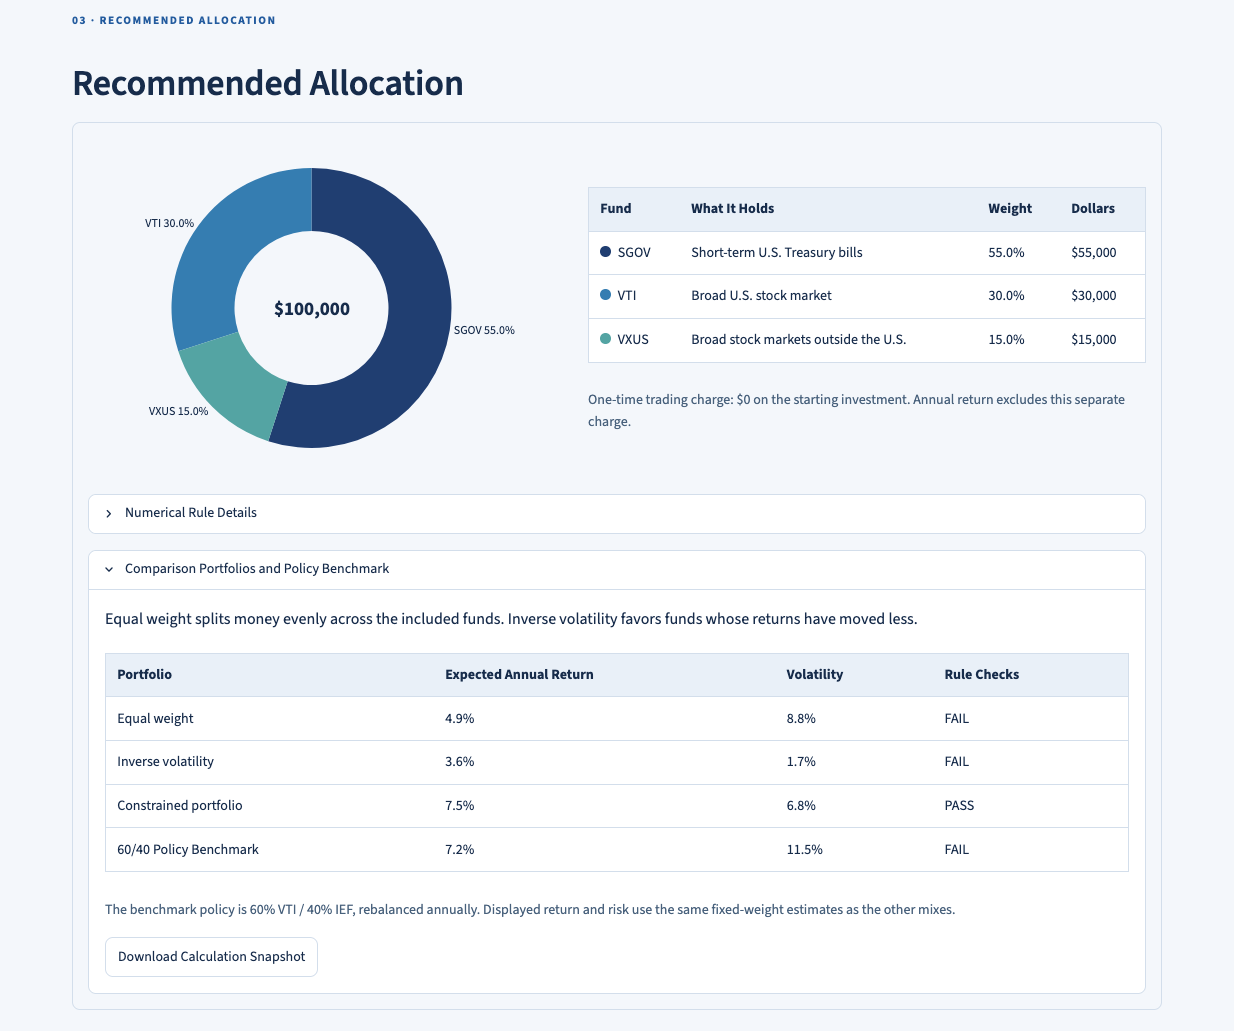 03 · RECOMMENDED ALLOCATION
Recommended Allocation
VTI 30.0%
$100,000
SGOV 55.0%
VXUS 15.0%
Fund What It Holds Weight Dollars
SGOV Short-term U.S. Treasury bills 55.0% $55,000
VTI Broad U.S. stock market 30.0% $30,000
VXUS Broad stock markets outside the U.S. 15.0% $15,000
One-time trading charge: $0 on the starting investment. Annual return excludes this separate
charge.
Numerical Rule Details
Comparison Portfolios and Policy Benchmark
Equal weight splits money evenly across the included funds. Inverse volatility favors funds whose returns have moved less.
Portfolio Expected Annual Return Volatility Rule Checks
Equal weight 4.9% 8.8% FAIL
Inverse volatility 3.6% 1.7% FAIL
Constrained portfolio 7.5% 6.8% PASS
60/40 Policy Benchmark 7.2% 11.5% FAIL
The benchmark policy is 60% VTI / 40% IEF, rebalanced annually. Displayed return and risk use the same fixed-weight estimates as the other mixes.
Download Calculation Snapshot